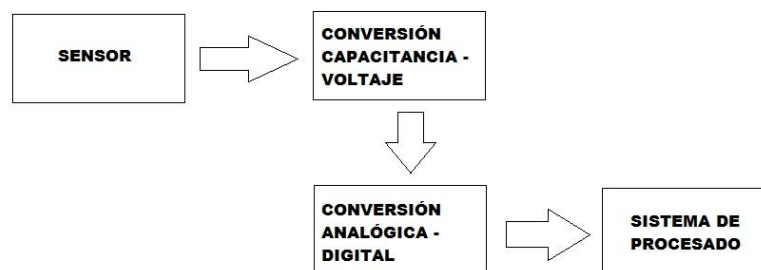 SENSOR
CONVERSIÓN
CAPACITANCIA -
VOLTAJE
CONVERSIÓN
ANALÓGICA -
DIGITAL
SISTEMA DE
PROCESADO